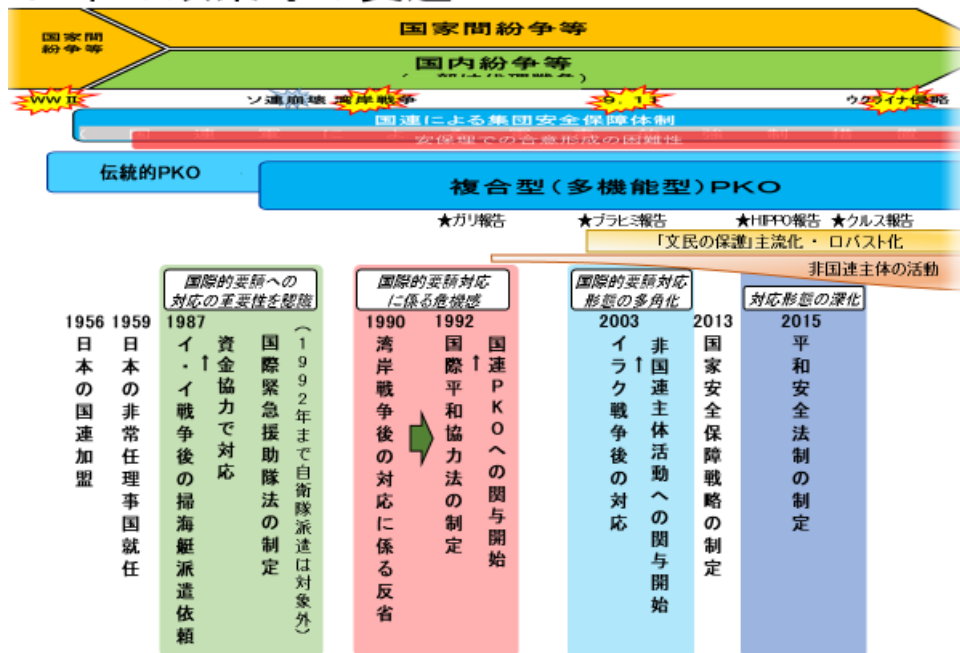 国家間
紛争等
国家間紛争等
国内紛争等
WWⅡ
ソ連崩壊
湾岸戦争
9.11
ウクライナ侵略
国連による集団安全保障体制
安保理での合意形成の困難性
伝統的PKO
複合型(多機能型)PKO
★ガリ報告
★ブラヒミ報告
★HIPPO報告
★クルス報告
「文民の保護」主流化・ロバスト化
非国連主体の活動
国際的要請への
対応の重要性を認識
国際的要請対応
に係る危機感
国際的要請対応
形態の多角化
対応形態の深化
1956
日本の国連加盟
1959
日本の非常任理事国就任
1987
イ・イ戦争後の掃海艇派遣依頼
↑
資金協力で対応
国際緊急援助隊法の制定
(1992年まで自衛隊派遣は対象外)
1990
湾岸戦争後の対応に係る反省
1992
国際平和協力法の制定
↑
国連PKOへの関与開始
2003
イラク戦争後の対応
↑
非国連主体活動への関与開始
2013
国家安全保障戦略の制定
2015
平和安全法制の制定